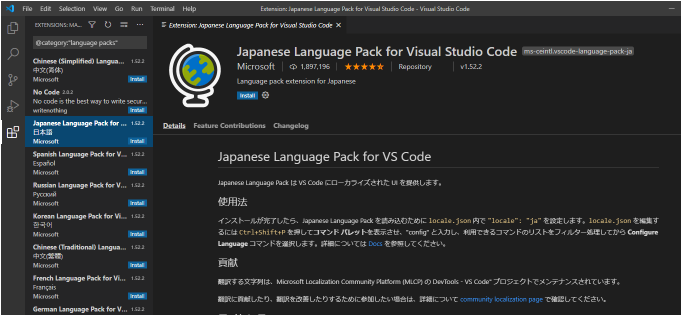 File Edit Selection View Go Run Terminal Help
Extension: Japanese Language Pack for Visual Studio Code - Visual Studio Code
EXTENSIONS: MA...
@category:"language packs"
Chinese (Simplified) Langua... 1.52.2
中文(简体)
Microsoft Install
No Code 2.0.2
No code is the best way to write secur...
writenothing Install
Japanese Language Pack for ... 1.52.2
日本語
Microsoft Install
Spanish Language Pack for V... 1.52.2
Español
Microsoft Install
Russian Language Pack for V... 1.52.2
Русский
Microsoft Install
Korean Language Pack for Vi... 1.52.2
한국어
Microsoft Install
Chinese (Traditional) Langua... 1.52.2
中文(繁體)
Microsoft Install
French Language Pack for Vi... 1.52.2
Français
Microsoft Install
German Language Pack for V... 1.52.2
Extension: Japanese Language Pack for Visual Studio Code
Japanese Language Pack for Visual Studio Code ms-ceintl.vscode-language-pack-ja
Microsoft 1,897,196 Repository v1.52.2
Language pack extension for Japanese
Install
Details Feature Contributions Changelog
Japanese Language Pack for VS Code
Japanese Language Pack は VS Code にローカライズされた UI を提供します。
使用法
インストールが完了したら、Japanese Language Pack を読み込むために locale.json 内で "locale": "ja" を設定します。locale.json を編集す
るには Ctrl+Shift+P を押してコマンド パレットを表示させ、"config" と入力し、利用できるコマンドのリストをフィルター処理してから Configure
Language コマンドを選択します。詳細については Docs を参照してください。
貢献
翻訳する文字列は、Microsoft Localization Community Platform (MLCP) の DevTools - VS Code" プロジェクトでメンテナンスされています。
翻訳に貢献したり、翻訳を改善したりするために参加したい場合は、詳細について community localization page で確認してください。